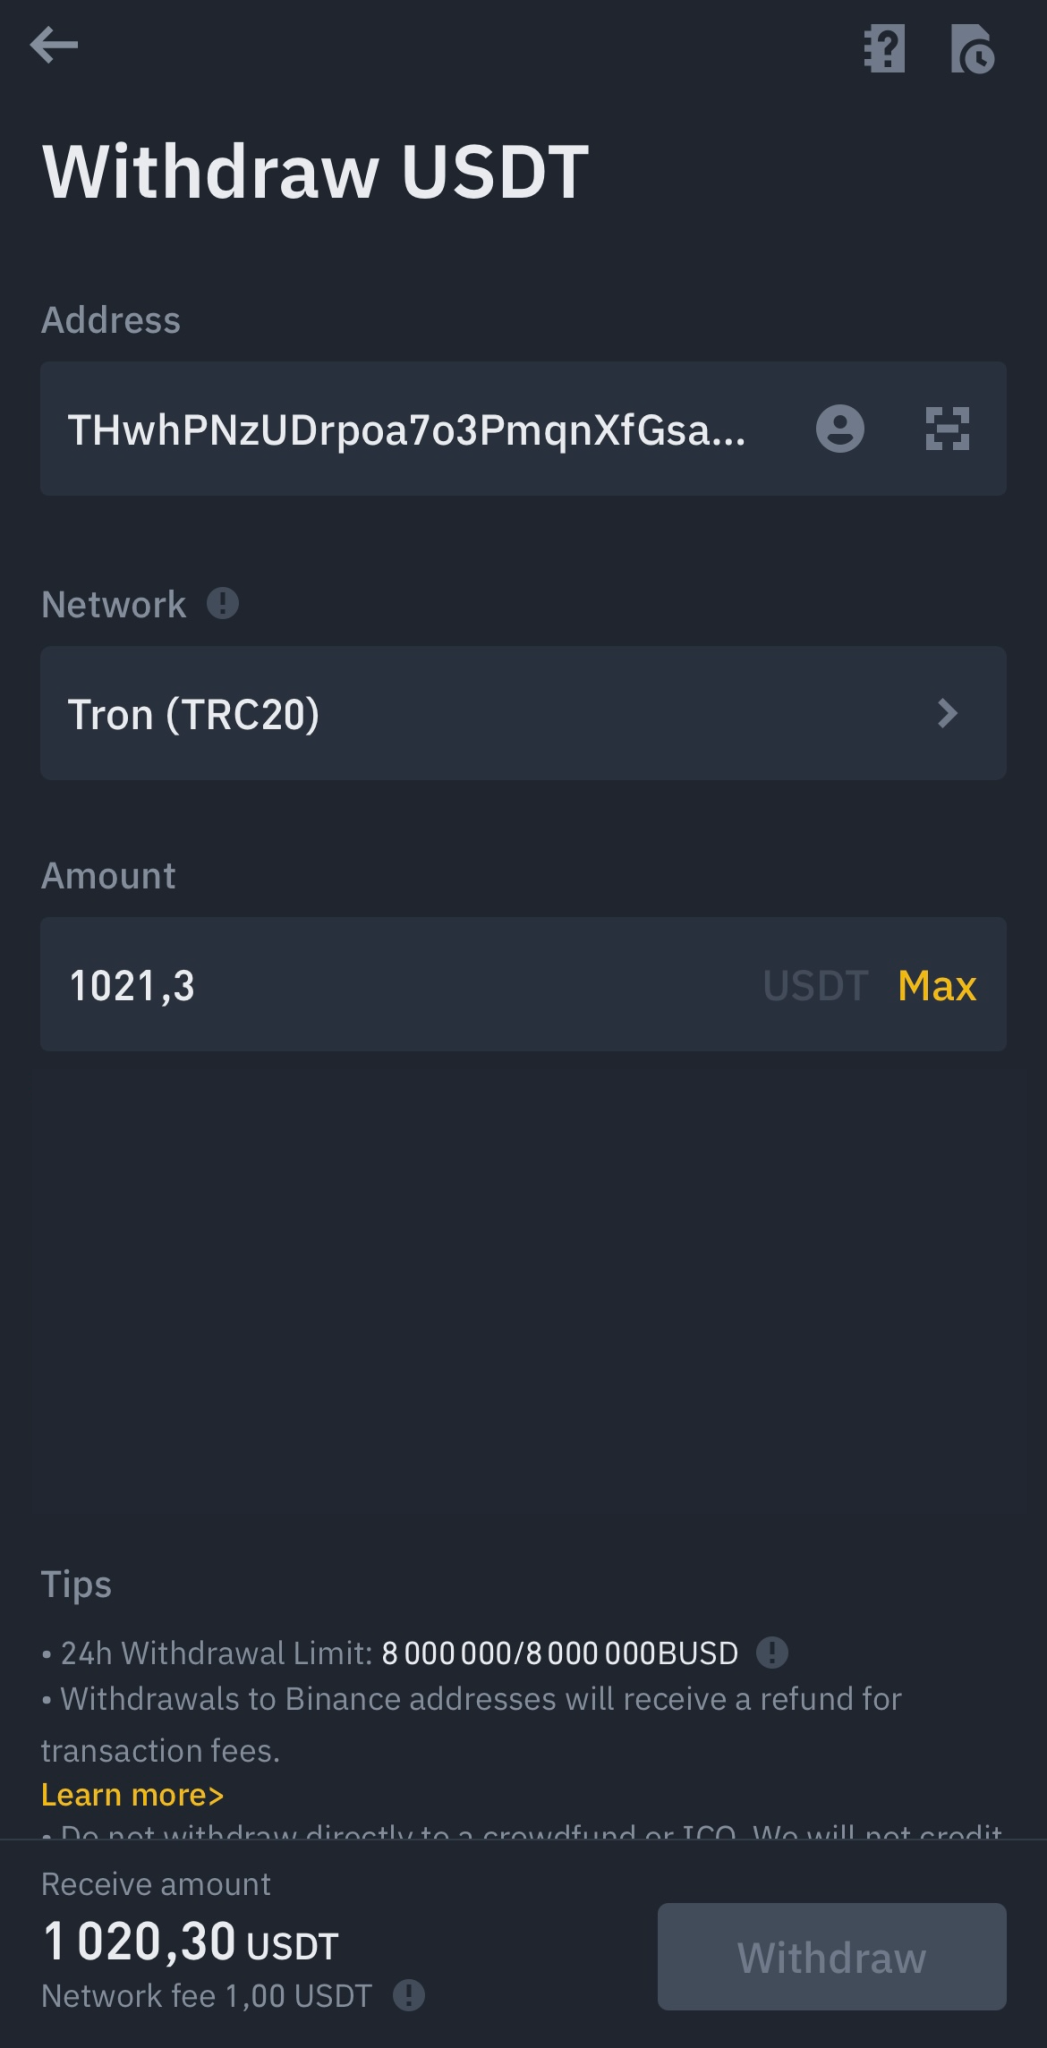 Withdraw USDT
Address
THwhPNzUDrpoa7o3PmqnXfGsa...
Network
Tron (TRC20)
Amount
1021,3 USDT Max
Tips
• 24h Withdrawal Limit: 8 000 000/8 000 000BUSD
• Withdrawals to Binance addresses will receive a refund for
transaction fees.
Learn more>
• Do not withdraw directly to a crowdfund or ICO. We will not credit
Receive amount
1 020,30 USDT
Network fee 1,00 USDT
Withdraw